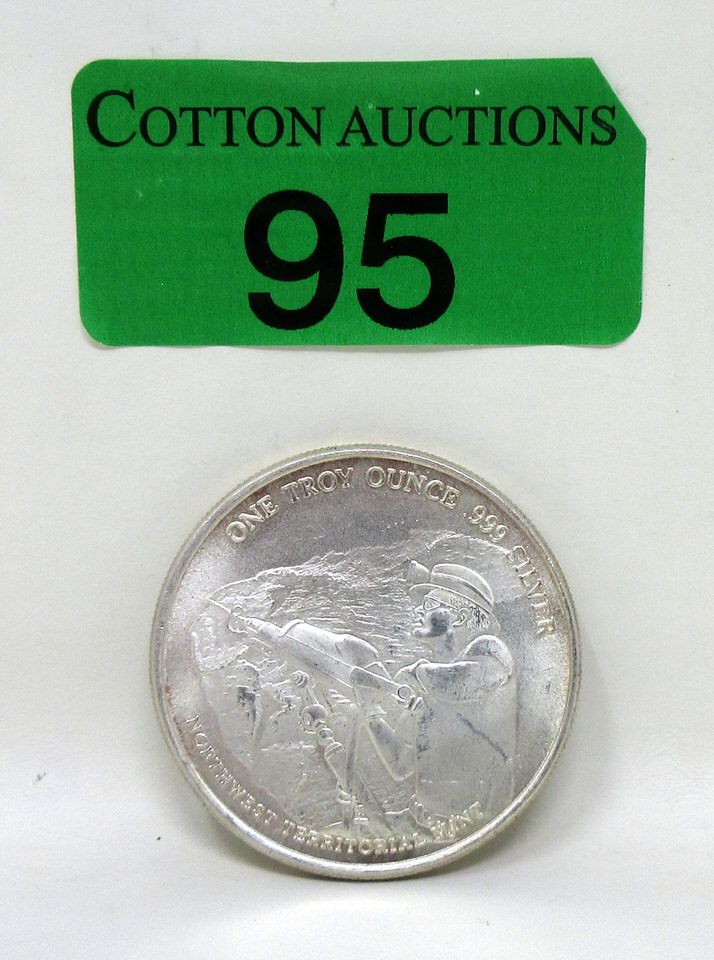 COTTON AUCTIONS
95
ONE TROY OUNCE .999 SILVER
NORTHWEST TERRITORIAL MINT